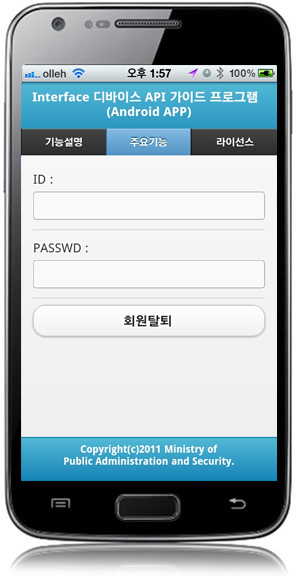 olleh 오후 1:57 100%
Interface 디바이스 API 가이드 프로그램
(Android APP)
기능설명 주요기능 라이선스
ID :
PASSWD :
회원탈퇴
Copyright(c)2011 Ministry of
Public Administration and Security.